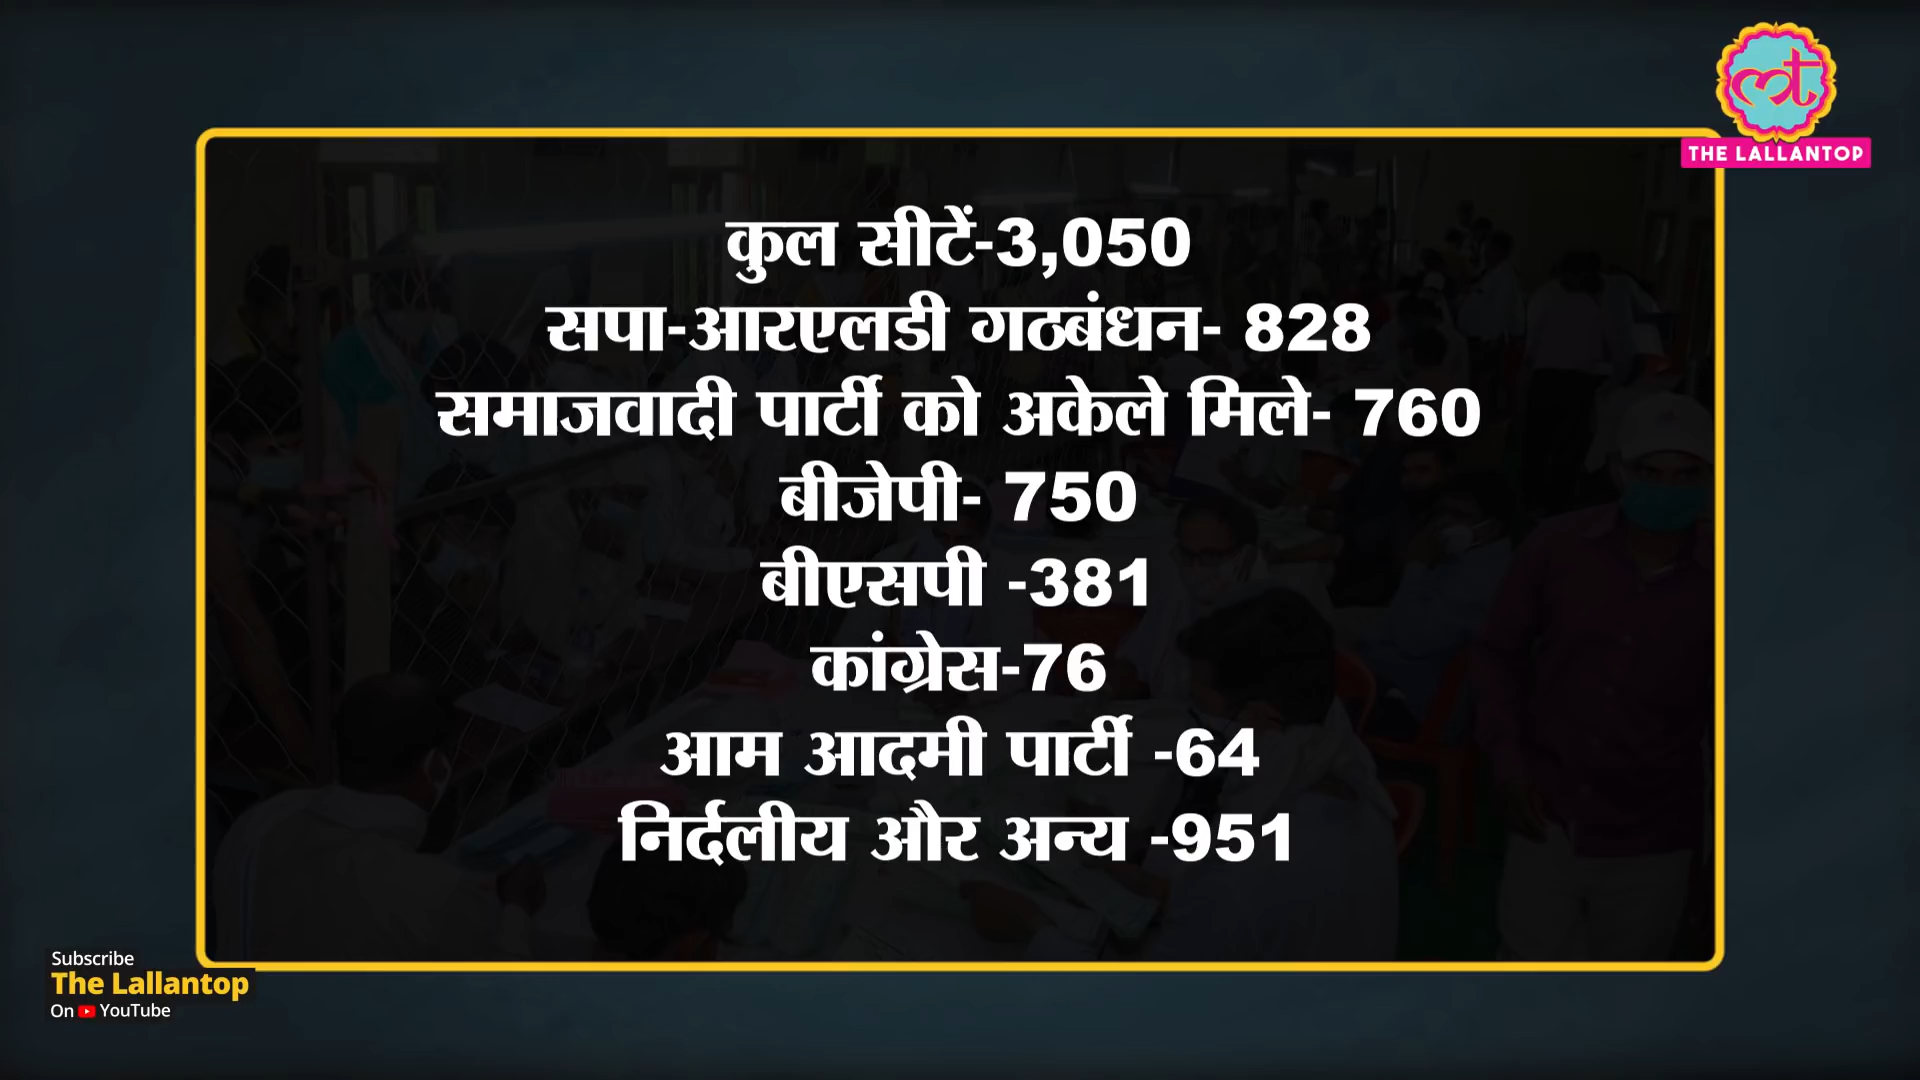 THE LALLANTOP
कुल सीटें-3,050
सपा-आरएलडी गठबंधन- 828
समाजवादी पार्टी को अकेले मिले- 760
बीजेपी- 750
बीएसपी -381
कांग्रेस-76
आम आदमी पार्टी -64
निर्दलीय और अन्य -951
Subscribe
The Lallantop
On YouTube